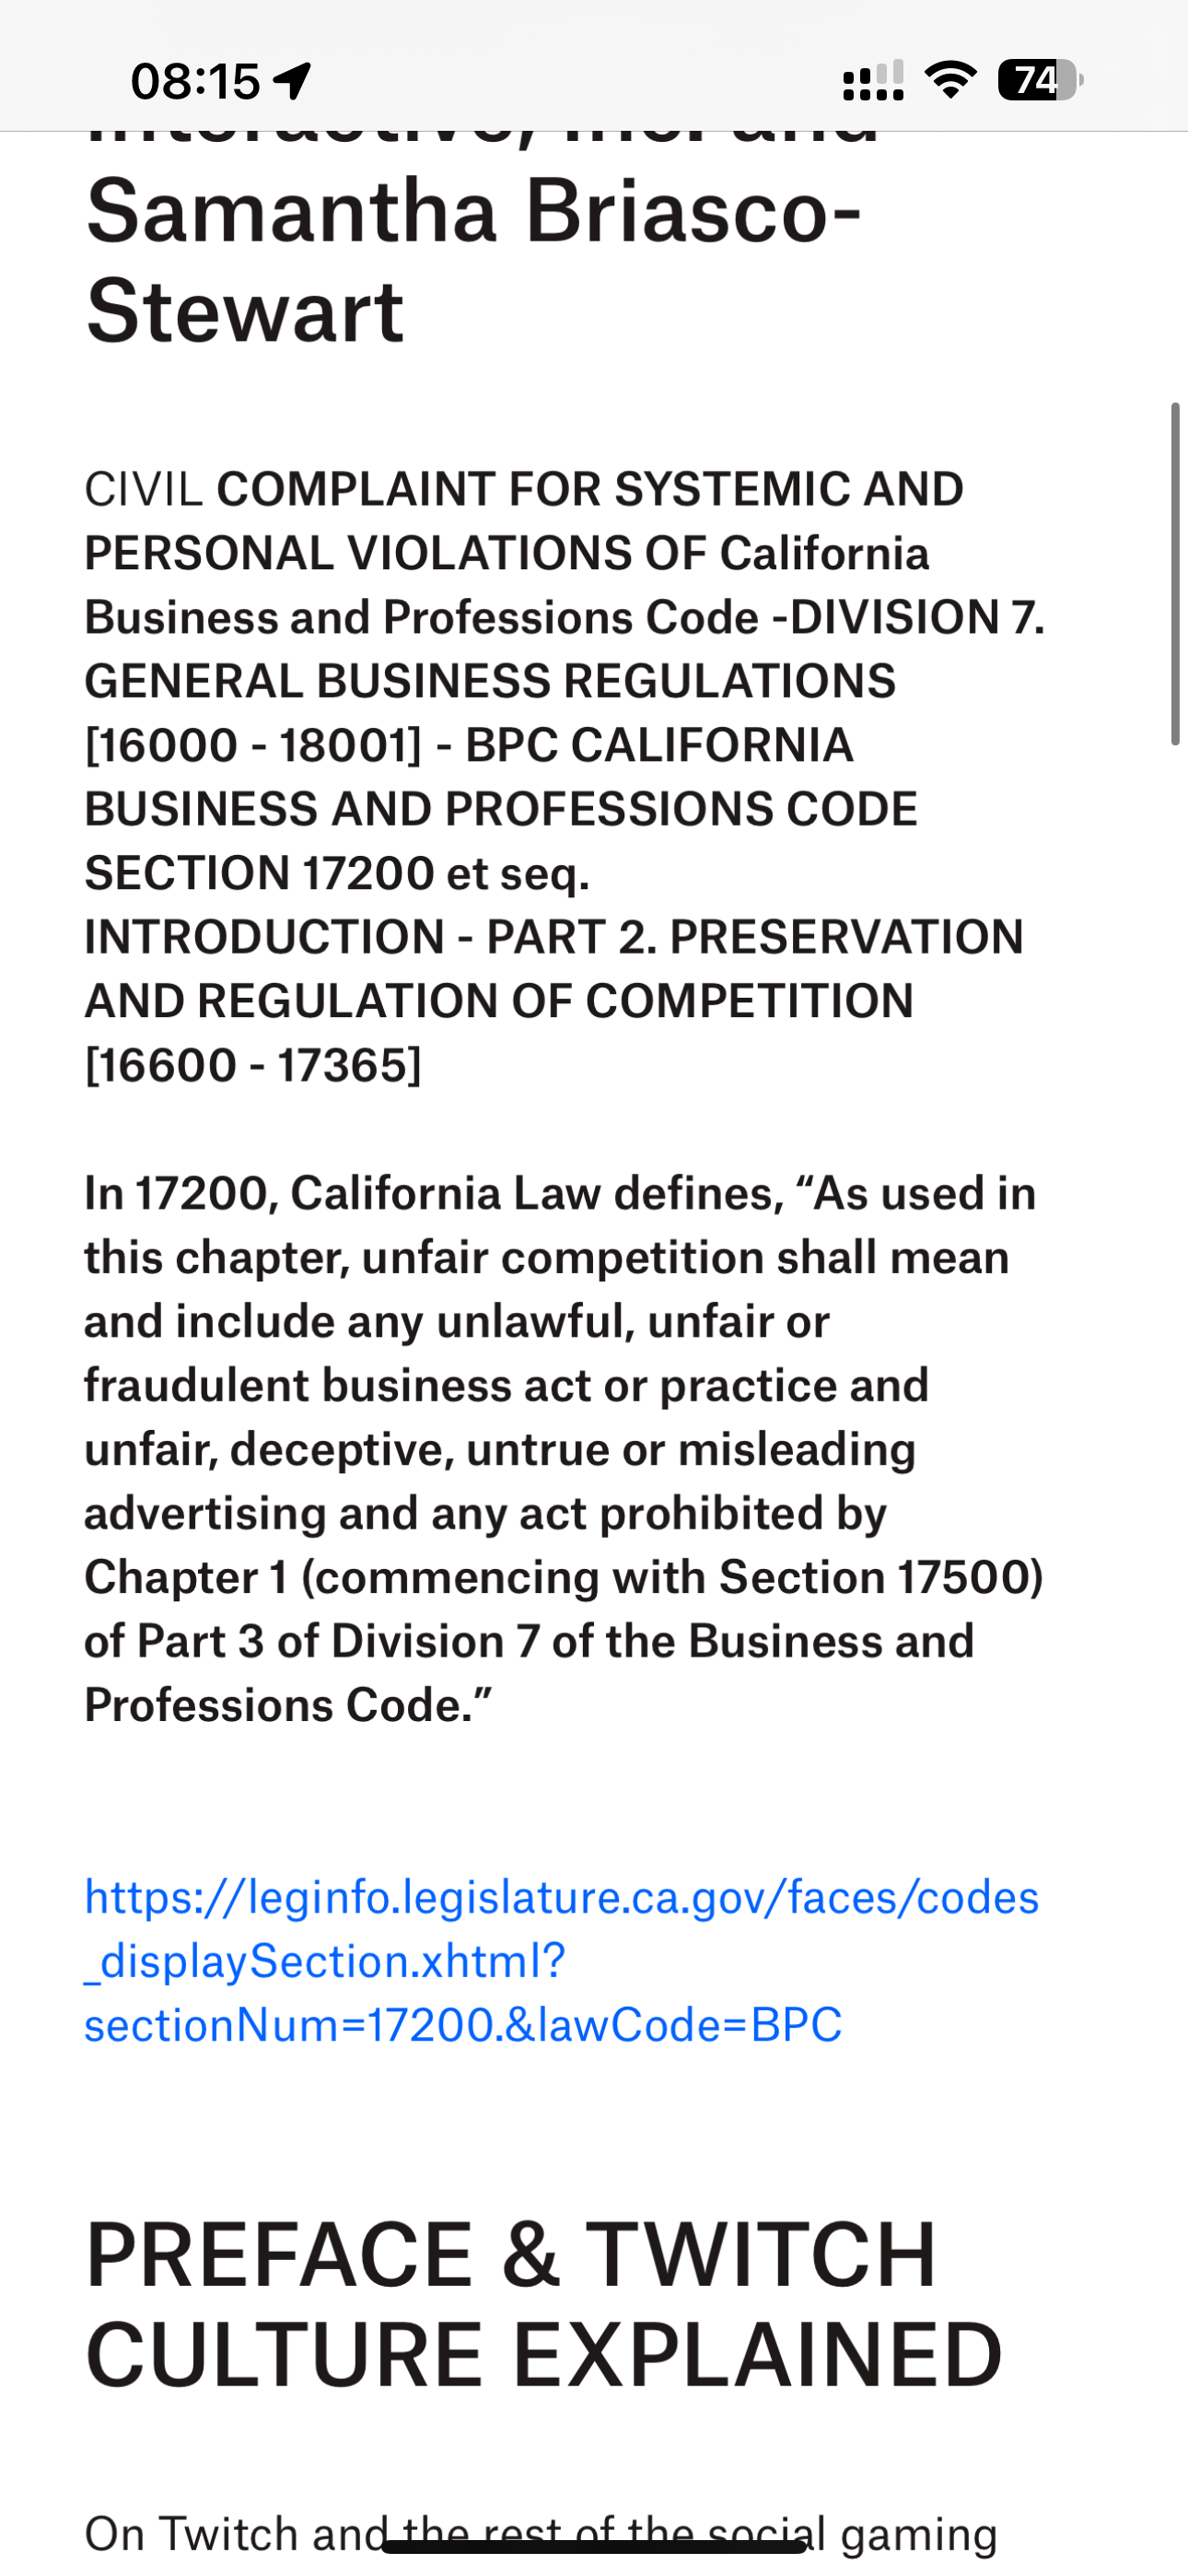 08:15
74
Samantha Briasco-
Stewart
CIVIL COMPLAINT FOR SYSTEMIC AND
PERSONAL VIOLATIONS OF California
Business and Professions Code -DIVISION 7.
GENERAL BUSINESS REGULATIONS
[16000 - 18001] - BPC CALIFORNIA
BUSINESS AND PROFESSIONS CODE
SECTION 17200 et seq.
INTRODUCTION - PART 2. PRESERVATION
AND REGULATION OF COMPETITION
[16600 - 17365]
In 17200, California Law defines, “As used in
this chapter, unfair competition shall mean
and include any unlawful, unfair or
fraudulent business act or practice and
unfair, deceptive, untrue or misleading
advertising and any act prohibited by
Chapter 1 (commencing with Section 17500)
of Part 3 of Division 7 of the Business and
Professions Code.”
https://leginfo.legislature.ca.gov/faces/codes
_displaySection.xhtml?
sectionNum=17200.&lawCode=BPC
PREFACE & TWITCH
CULTURE EXPLAINED
On Twitch and the rest of the social gaming